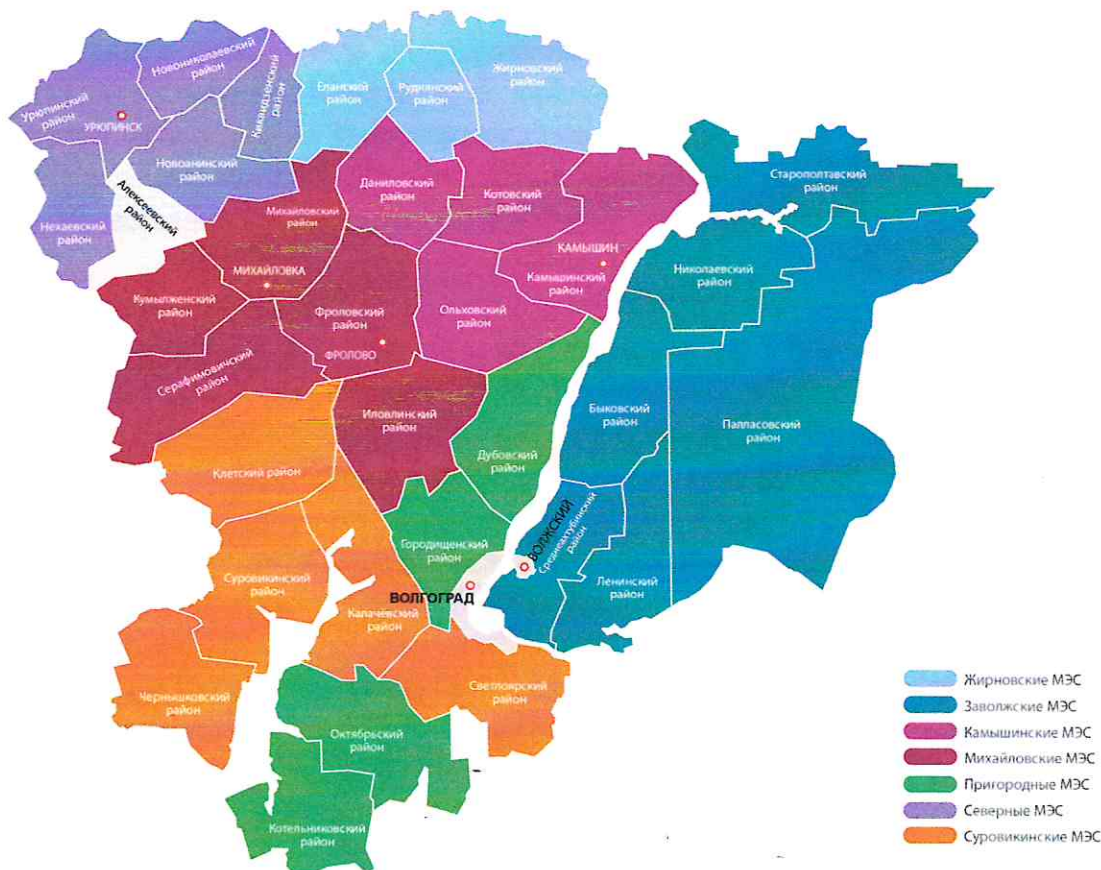 Новониколаевский
район
Киквидзенский
район
Еланский
район
Руднянский
район
Жирновский
район
Урюпинский
район
УРЮПИНСК
Новоаннинский
район
Старополтавский
район
Алексеевский
район
Даниловский
район
Котовский
район
Нехаевский
район
Михайловский
район
КАМЫШИН
Камышинский
район
МИХАЙЛОВКА
Николаевский
район
Кумылженский
район
Фроловский
район
ФРОЛОВО
Ольховский
район
Серафимовичский
район
Иловлинский
район
Быковский
район
Палласовский
район
Дубовский
район
Клетский район
ВОЛЖСКИЙ
Среднеахтубинский
район
Городищенский
район
Суровикинский
район
ВОЛГОГРАД
Ленинский
район
Калачёвский
район
Чернышковский
район
Светлоярский
район
Октябрьский
район
Котельниковский
район
Жирновские МЭС
Заволжские МЭС
Камышинские МЭС
Михайловские МЭС
Пригородные МЭС
Северные МЭС
Суровикинские МЭС